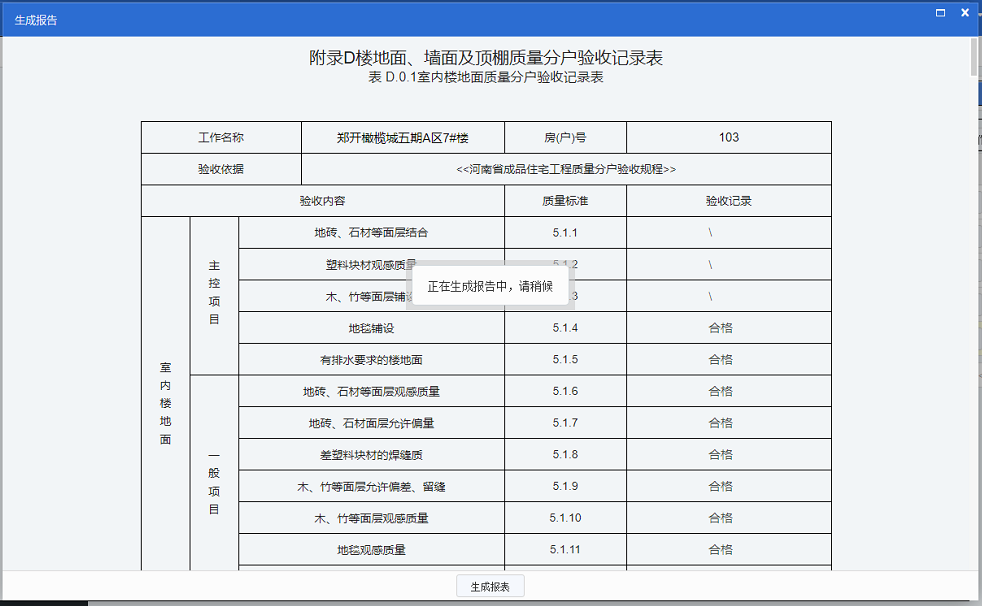 生成报告
附录D楼地面、墙面及顶棚质量分户验收记录表
表 D.0.1室内楼地面质量分户验收记录表
工作名称 郑开橄榄城五期A区7#楼 房(户)号 103
验收依据 <<河南省成品住宅工程质量分户验收规程>>
验收内容 质量标准 验收记录
室内楼地面
主控项目
地砖、石材等面层结合 5.1.1 \
塑料块材观感质量 5.1.2 \
正在生成报告中，请稍候
木、竹等面层铺设 .3 \
地毯铺设 5.1.4 合格
有排水要求的楼地面 5.1.5 合格
一般项目
地砖、石材等面层观感质量 5.1.6 合格
地砖、石材面层允许偏量 5.1.7 合格
差塑料块材的焊缝质 5.1.8 合格
木、竹等面层允许偏差、留缝 5.1.9 合格
木、竹等面层观感质量 5.1.10 合格
地毯观感质量 5.1.11 合格
生成报表